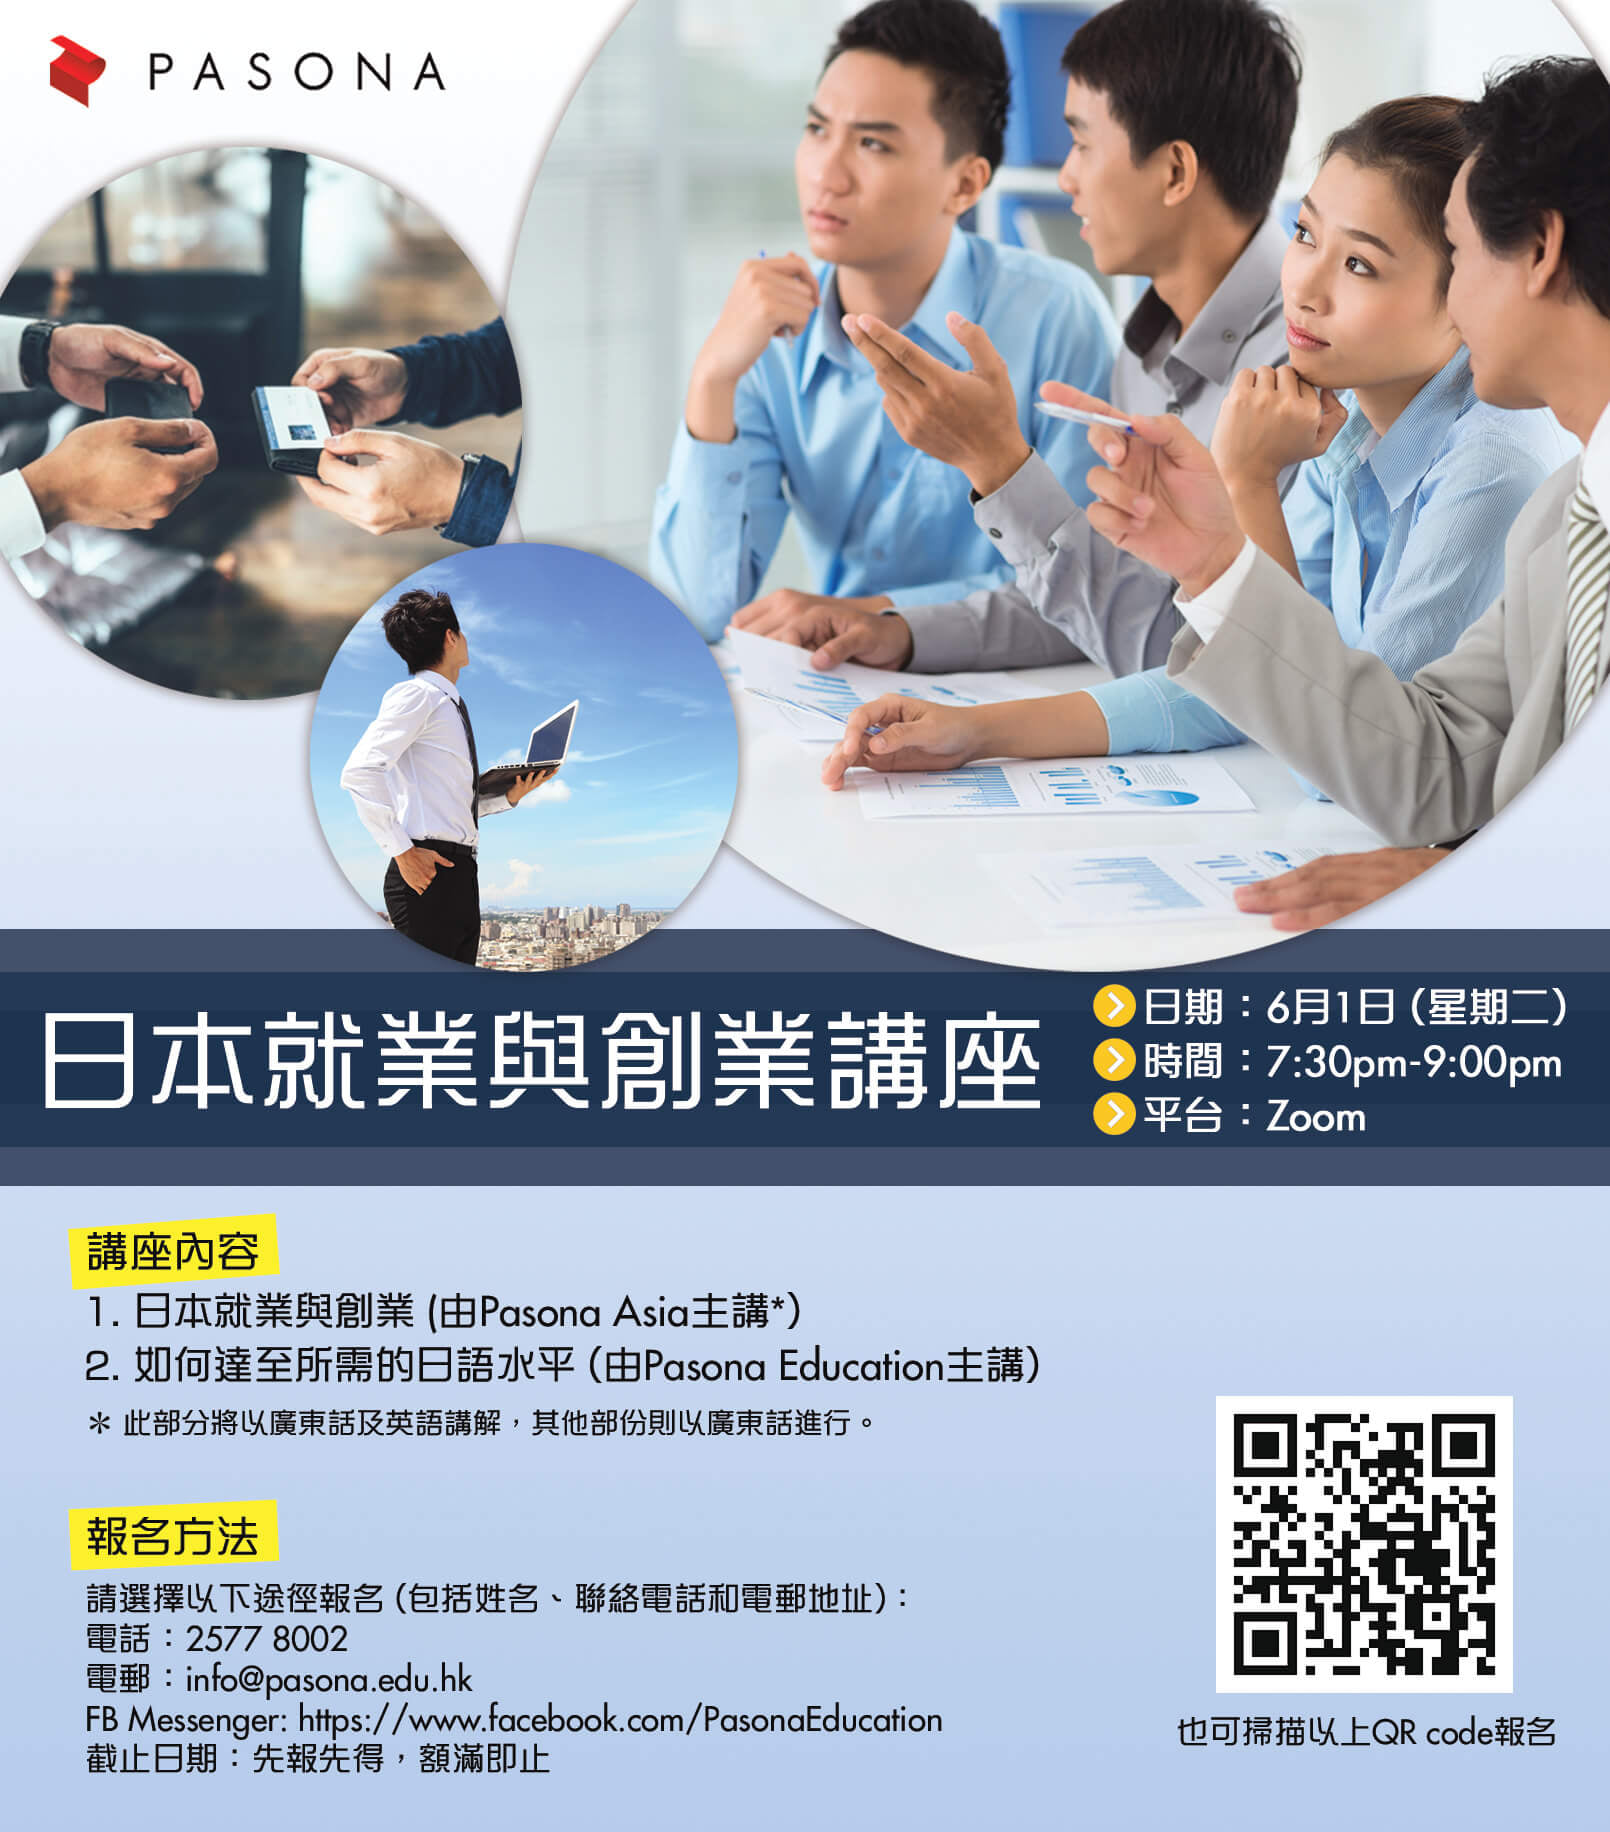 PASONA
日本就業與創業講座
日期：6月1日（星期二）
時間：7:30pm-9:00pm
平台：Zoom
講座內容
1. 日本就業與創業 (由Pasona Asia主講*)
2. 如何達至所需的日語水平 (由Pasona Education主講)
＊ 此部分將以廣東話及英語講解，其他部份則以廣東話進行。
報名方法
請選擇以下途徑報名 (包括姓名、聯絡電話和電郵地址)：
電話：2577 8002
電郵：info@pasona.edu.hk
FB Messenger: https://www.facebook.com/PasonaEducation
截止日期：先報先得，額滿即止
也可掃描以上QR code報名